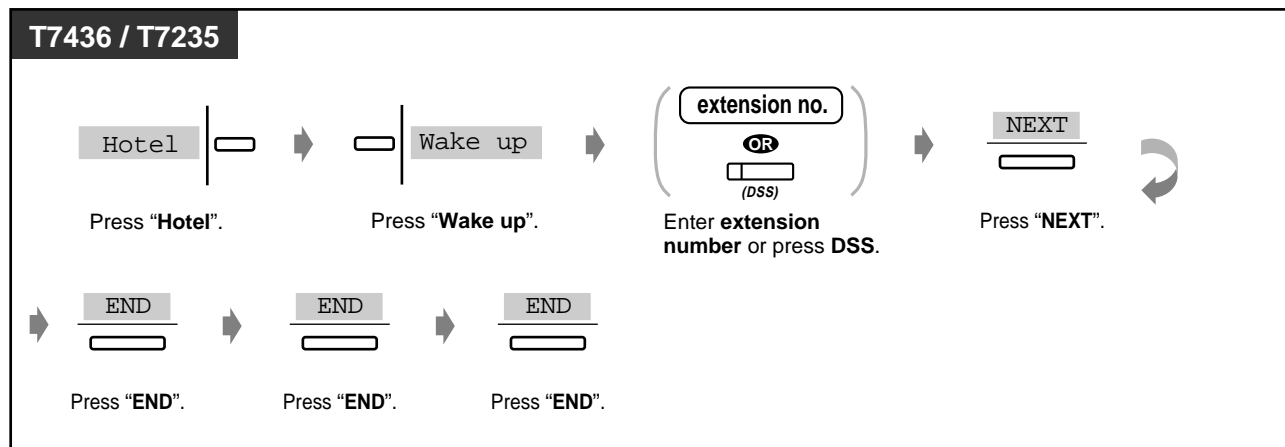 T7436 / T7235
Hotel
Wake up
extension no.
OR
(DSS)
NEXT
Press “Hotel”.
Press “Wake up”.
Enter extension
number or press DSS.
Press “NEXT”.
END
END
END
Press “END”.
Press “END”.
Press “END”.